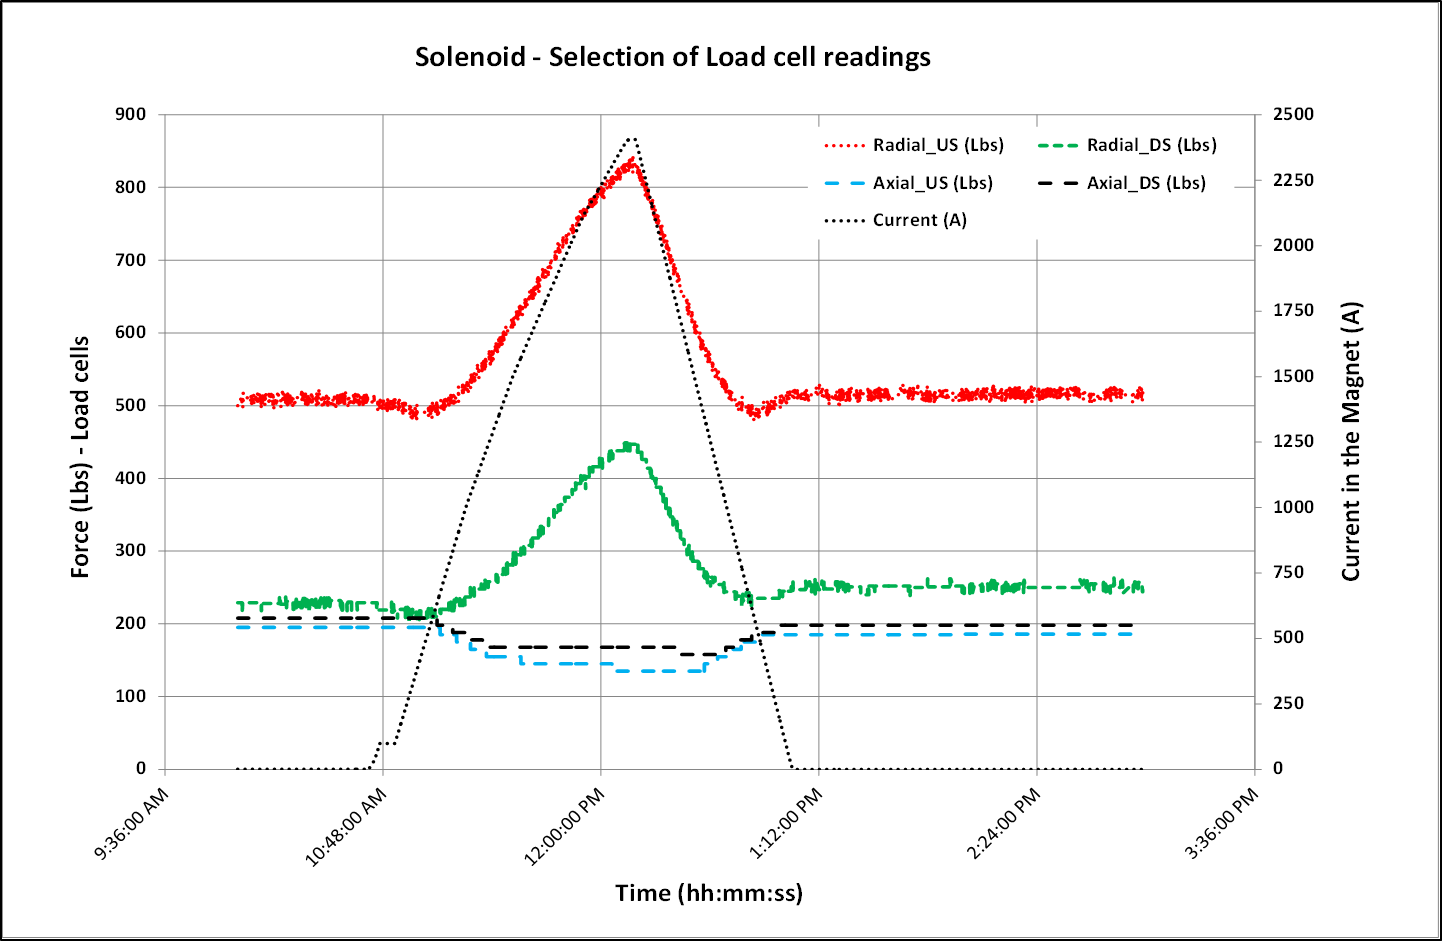 Solenoid - Selection of Load cell readings
900
800
700
600
500
400
300
200
100
0
Force (Lbs) - Load cells
2500
2250
2000
1750
1500
1250
1000
750
500
250
0
Current in the Magnet (A)
Radial_US (Lbs)
Radial_DS (Lbs)
Axial_US (Lbs)
Axial_DS (Lbs)
Current (A)
9:36:00 AM
10:48:00 AM
12:00:00 PM
1:12:00 PM
2:24:00 PM
3:36:00 PM
Time (hh:mm:ss)